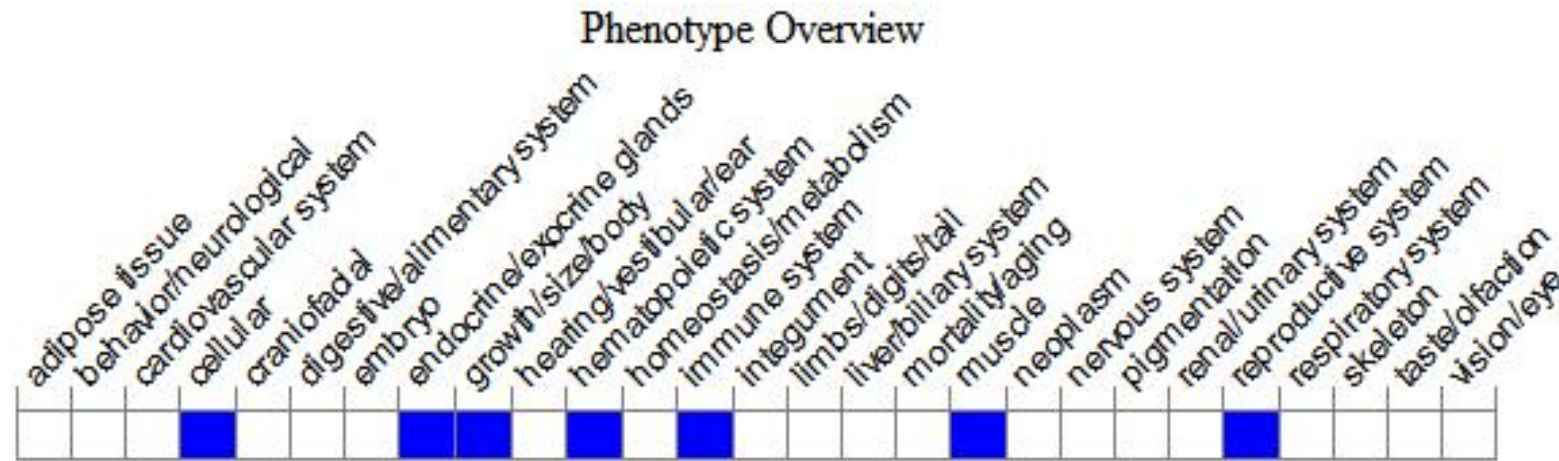 Phenotype Overview
adipose tissue
behavior/neurological
cardiovascular system
cellular
craniofacial
digestive/alimentary system
embryo
endocrine/exocrine glands
growth/size/body
hearing/vestibular/ear
hematopoietic system
homeostasis/metabolism
immune system
integument
limbs/digits/tail
liver/biliary system
mortality/aging
muscle
neoplasm
nervous system
pigmentation
renal/urinary system
reproductive system
respiratory system
skeleton
taste/olfaction
vision/eye